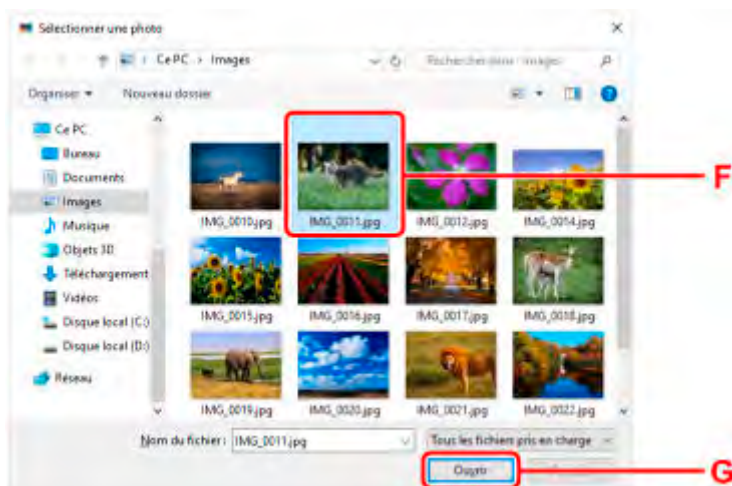 Sélectionner une photo
Ce PC > Images
Rechercher dans : Images
Organiser
Nouveau dossier
Ce PC
Bureau
Documents
Images
Musique
Objets 3D
Téléchargement
Vidéos
Disque local (C:)
Disque local (D:)
Réseau
IMG_0010.jpg IMG_0011.jpg IMG_0012.jpg IMG_0014.jpg
IMG_0015.jpg IMG_0016.jpg IMG_0017.jpg IMG_0018.jpg
IMG_0019.jpg IMG_0020.jpg IMG_0021.jpg IMG_0022.jpg
F
Nom du fichier : IMG_0011.jpg
Tous les fichiers pris en charge
Ouvrir
G